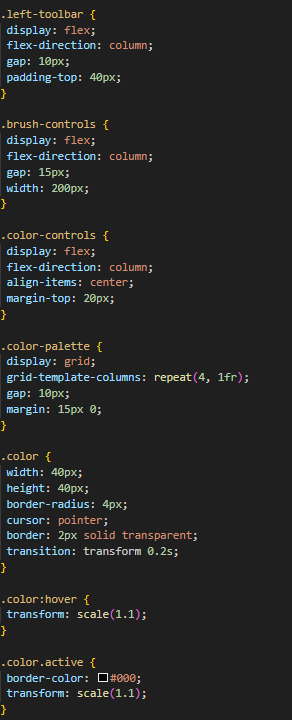 .left-toolbar {
display: flex;
flex-direction: column;
gap: 10px;
padding-top: 40px;
}
.brush-controls {
display: flex;
flex-direction: column;
gap: 15px;
width: 200px;
}
.color-controls {
display: flex;
flex-direction: column;
align-items: center;
margin-top: 20px;
}
.color-palette {
display: grid;
grid-template-columns: repeat(4, 1fr);
gap: 10px;
margin: 15px 0;
}
.color {
width: 40px;
height: 40px;
border-radius: 4px;
cursor: pointer;
border: 2px solid transparent;
transition: transform 0.2s;
}
.color:hover {
transform: scale(1.1);
}
.color.active {
border-color: #000;
transform: scale(1.1);
}